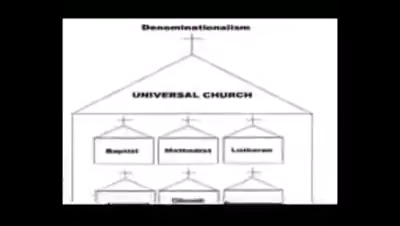 Denominationalism
UNIVERSAL CHURCH
Baptist Methodist Lutheran